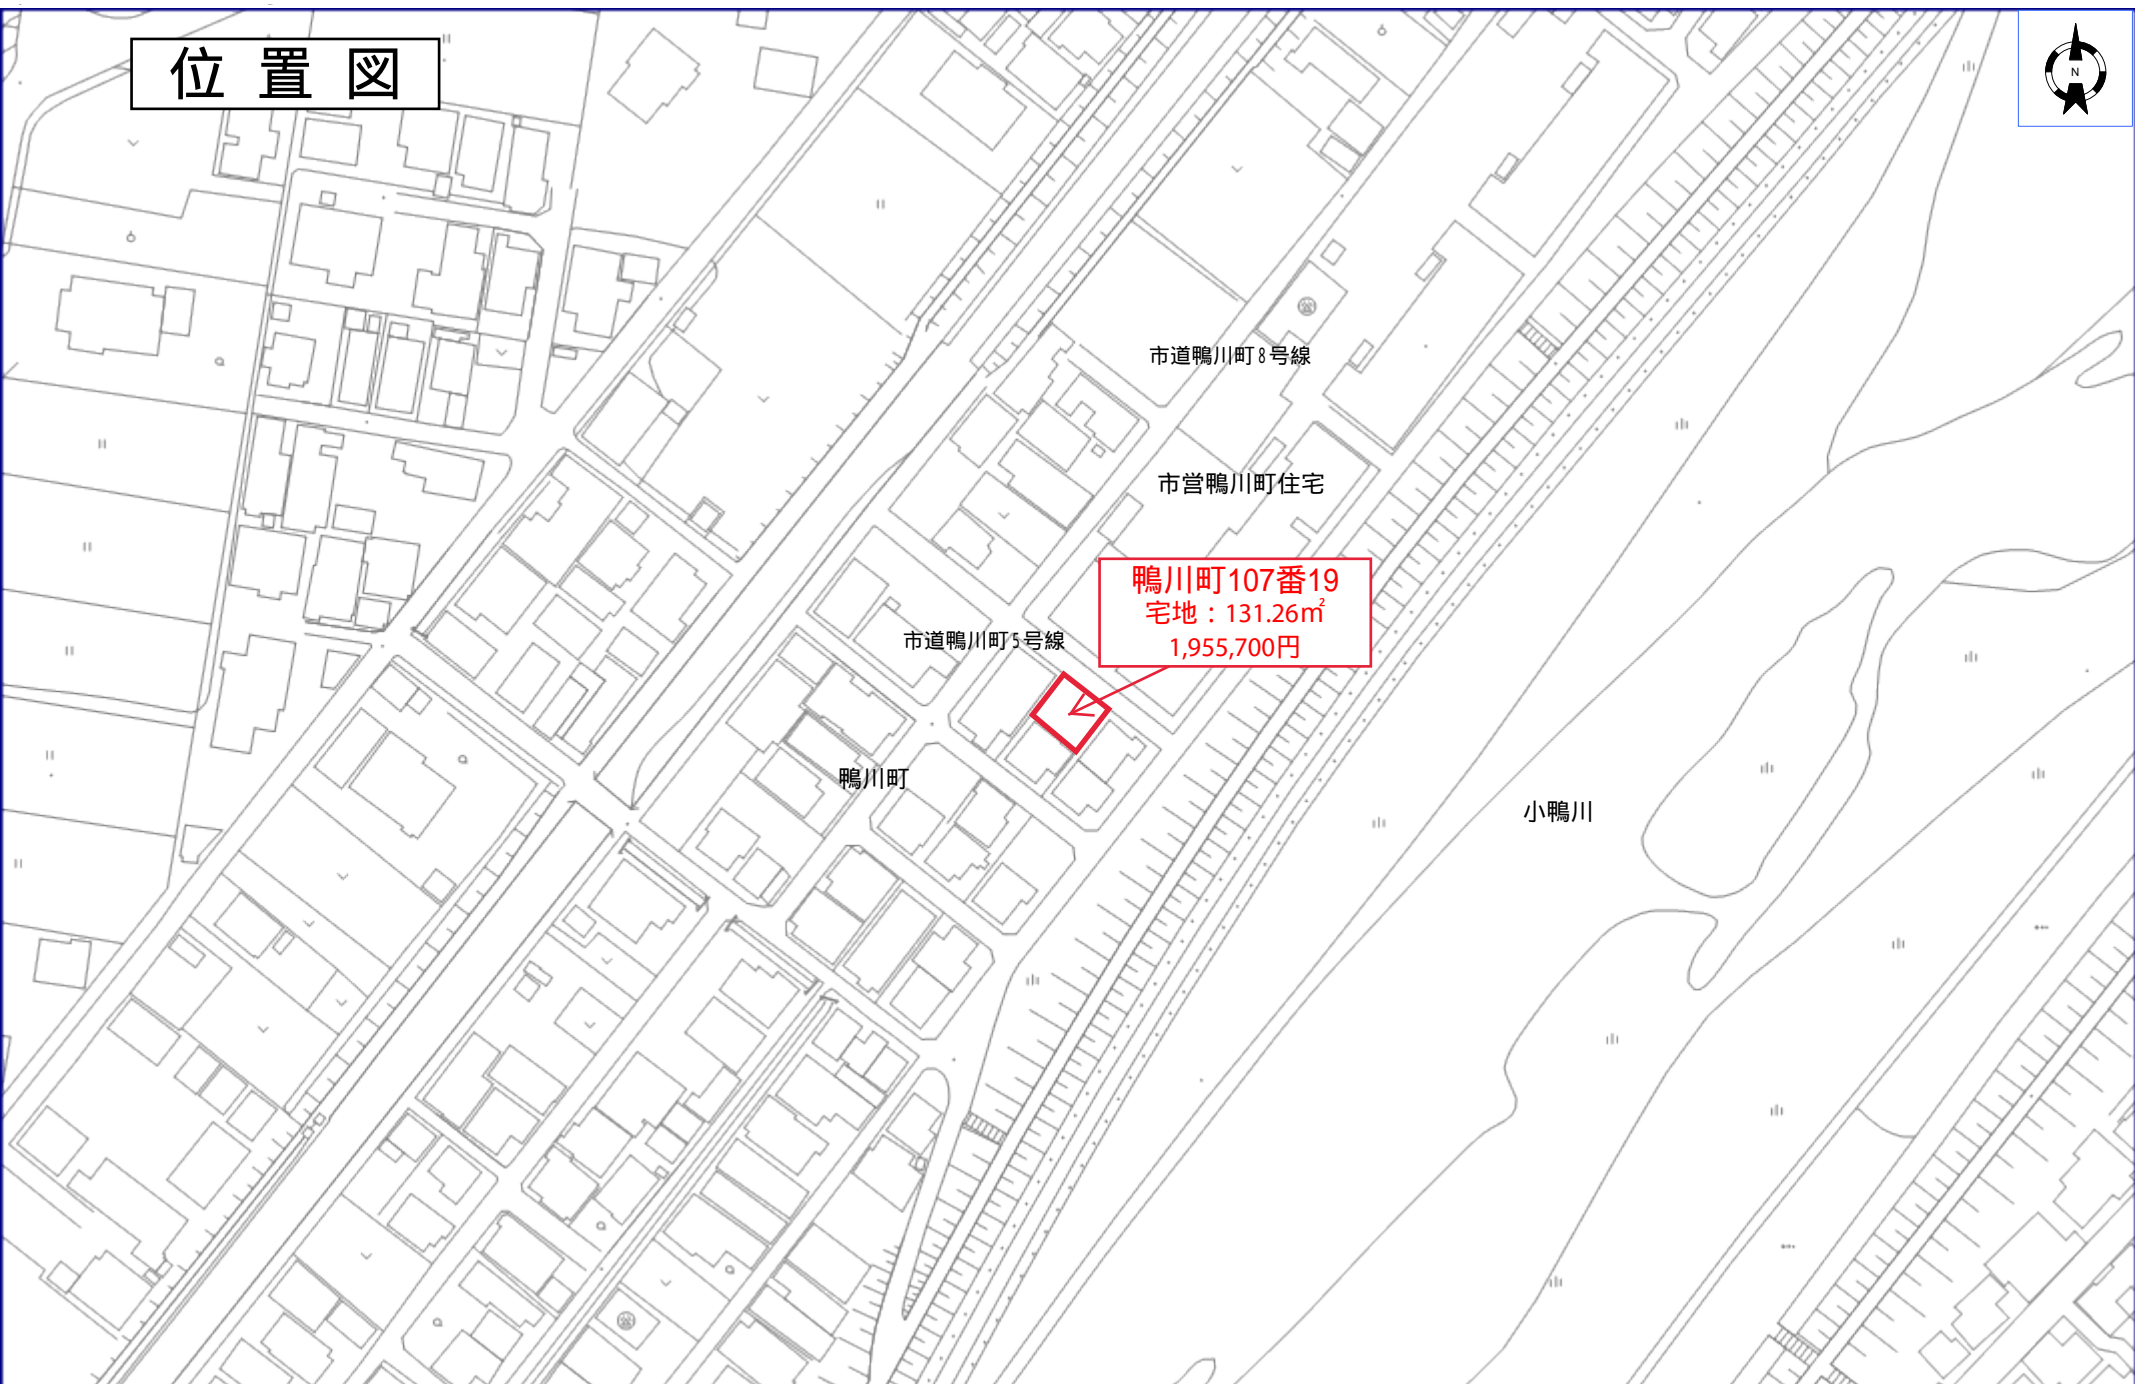 位置図
N
市道鴨川町8号線
市営鴨川町住宅
鴨川町107番19
宅地：131.26㎡
1,955,700円
市道鴨川町5号線
鴨川町
小鴨川